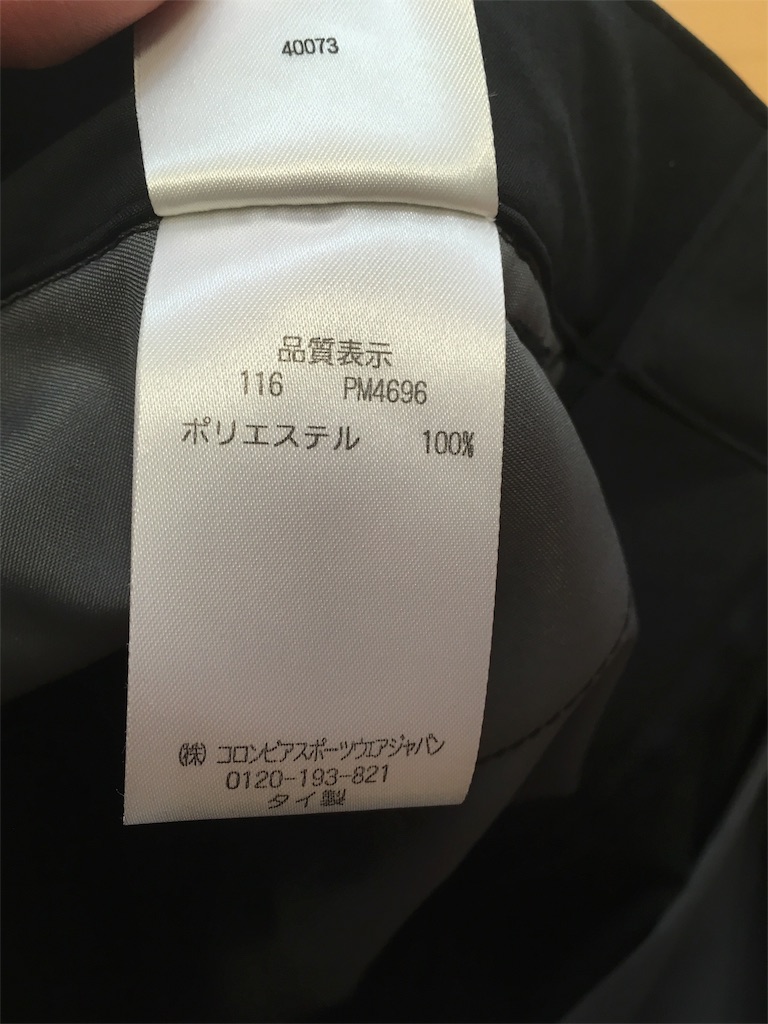 40073
品質表示
116 PM4696
ポリエステル 100%
(株) コロンビアスポーツウェアジャパン
0120-193-821
タイ製